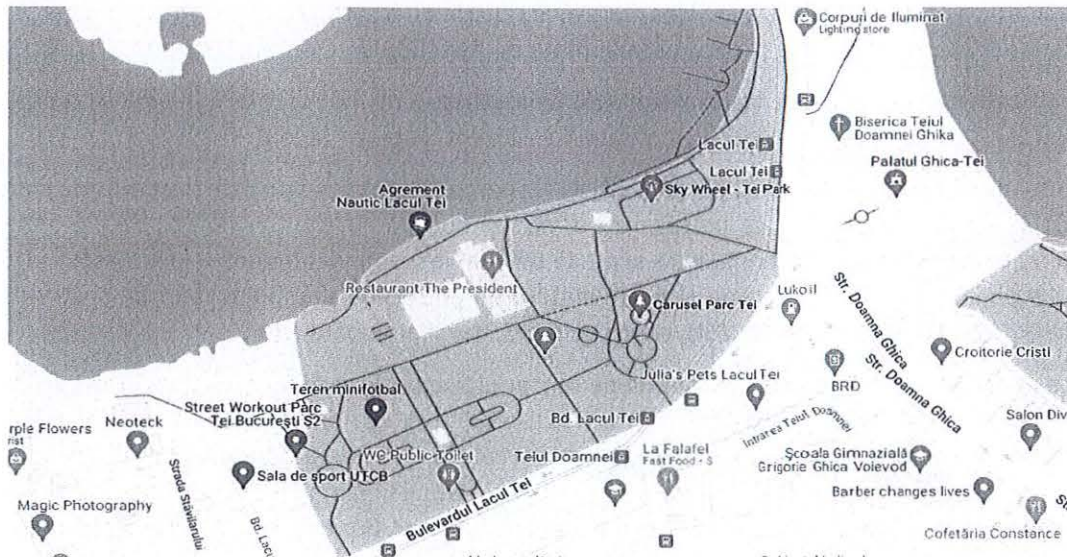 Corpuri de Iluminat
Lighting store
Biserica Teiul
Doamnei Ghika
Lacul Tei
Lacul Tei
Palatul Ghica-Tei
Sky Wheel - Tei Park
Agrement
Nautic Lacul Tei
Restaurant The President
Lukoil
Carusel Parc Tei
Str. Doamna Ghica
Str. Doamna Ghica
Croitorie Cristi
BRD
Julia's Pets Lacul Tei
Teren minifotbal
Street Workout Parc
Tei București S2
Neoteck
rple Flowers
rist
Bd. Lacul Tei
Intrarea Teiul Doamnei
Salon Div
La Falafel
Fast Food - $
Teiul Doamnei
WC Public Toilet
Școala Gimnazială
Grigorie Ghica Voievod
Sala de sport UTCB
Strada Stăvilarului
Bd. Lacu
Bulevardul Lacul Tei
Barber changes lives
Magic Photography
Cofetăria Constance